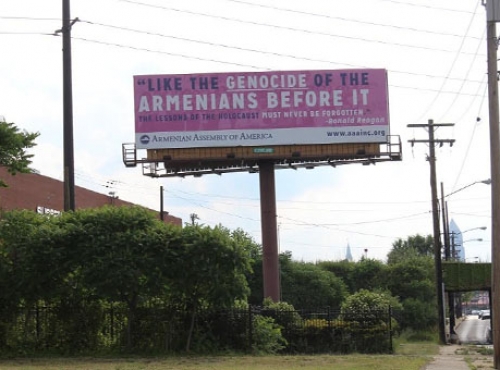 "LIKE THE GENOCIDE OF THE
ARMENIANS BEFORE IT
THE LESSONS OF THE HOLOCAUST MUST NEVER BE FORGOTTEN"
-Ronald Reagan
ARMENIAN ASSEMBLY OF AMERICA
www.aaainc.org